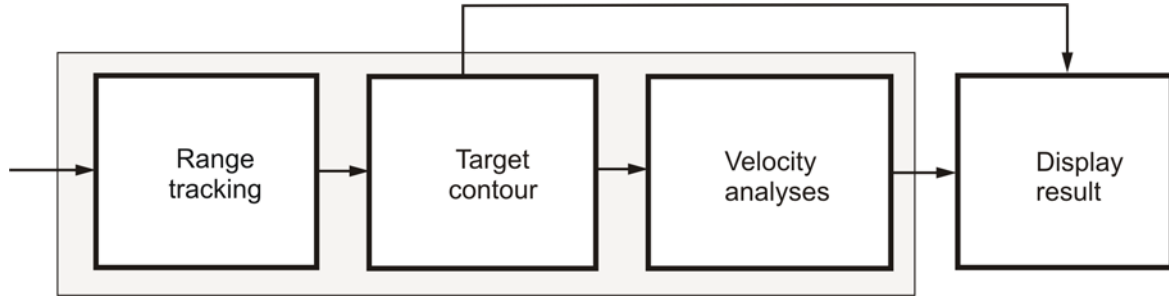 Range
tracking
Target
contour
Velocity
analyses
Display
result